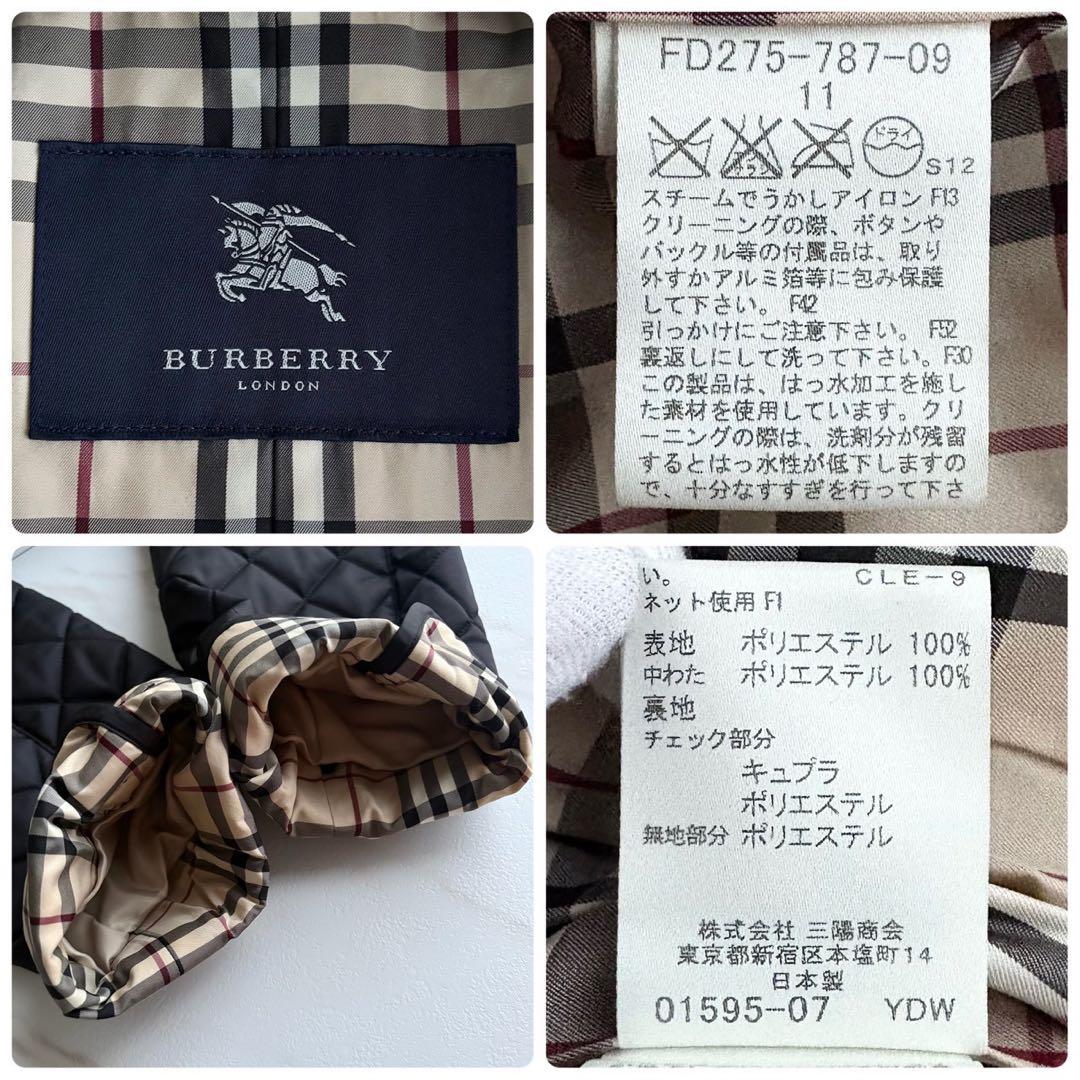 BURBERRY
LONDON
FD275-787-09
11
ドライ
S12
スチームでうかしアイロン F13
クリーニングの際、ボタンや
バックル等の付属品は、取り
外すかアルミ箔等に包み保護
して下さい。 F42
引っかけにご注意下さい。 F52
裏返しにして洗って下さい。F30
この製品は、はっ水加工を施し
た素材を使用しています。クリ
ーニングの際は、洗剤分が残留
するとはっ水性が低下しますの
で、十分なすすぎを行って下さ
い。 CLE-9
ネット使用 F1
表地 ポリエステル 100%
中わた ポリエステル 100%
裏地
チェック部分
キュプラ
ポリエステル
無地部分 ポリエステル
株式会社 三陽商会
東京都新宿区本塩町14
日本製
01595-07 YDW